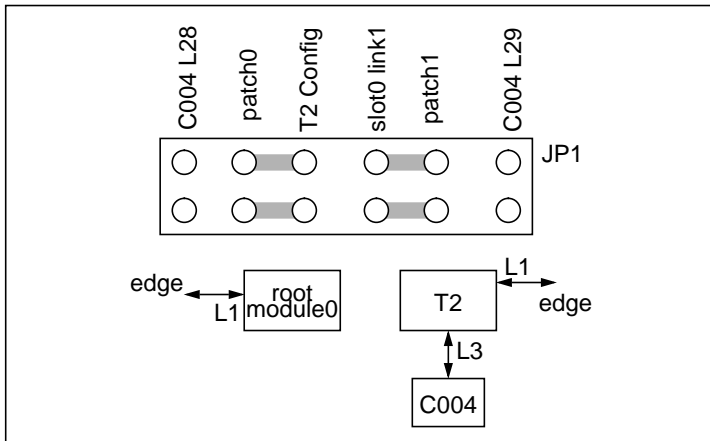 C004 L28
patch0
T2 Config
slot0 link1
patch1
C004 L29
JP1
edge
L1
root
module0
T2
L1
edge
L3
C004